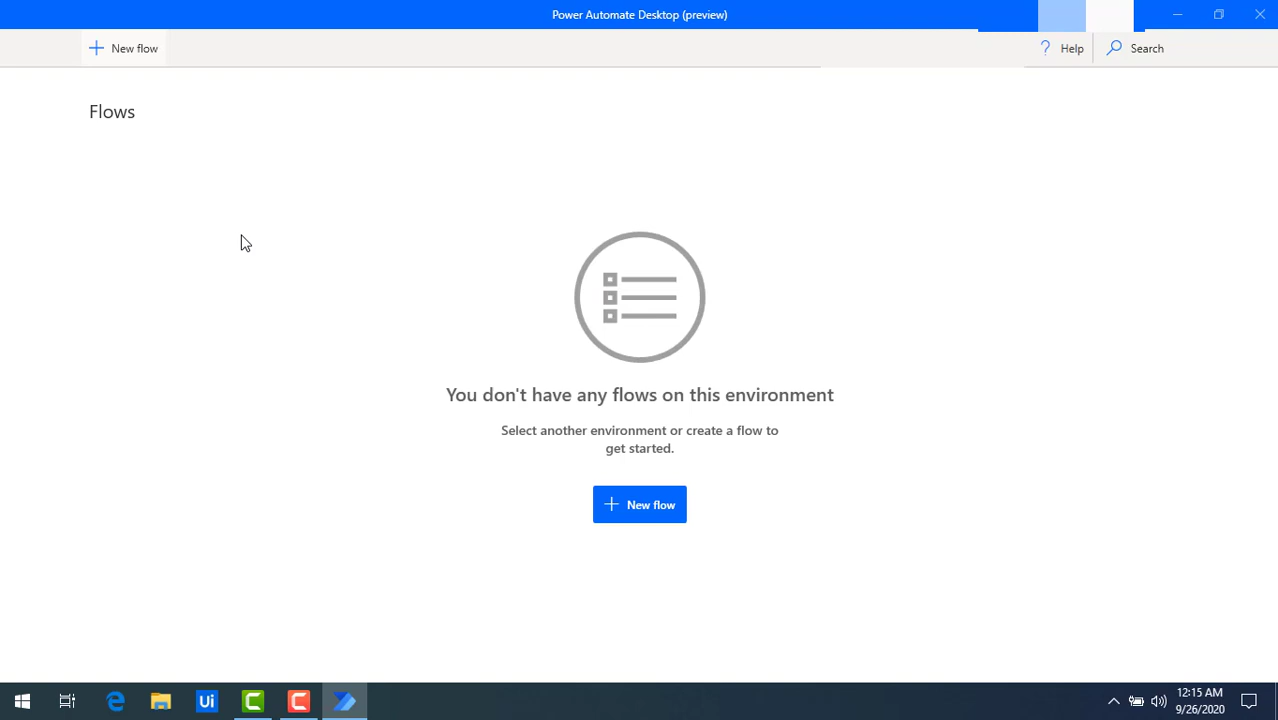 Power Automate Desktop (preview)
New flow
Help
Search
Flows
You don't have any flows on this environment
Select another environment or create a flow to
get started.
New flow
Ui
C
C
12:15 AM
9/26/2020